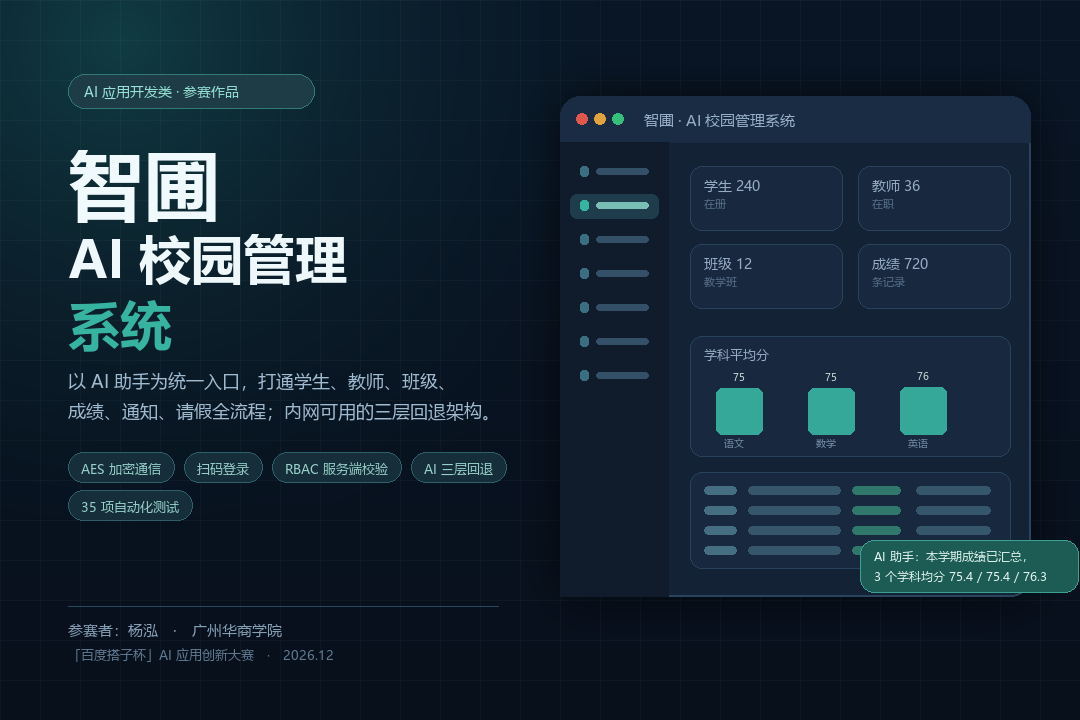 AI 应用开发类 · 参赛作品
智圃
AI 校园管理
系统
以 AI 助手为统一入口，打通学生、教师、班级、
成绩、通知、请假全流程；内网可用的三层回退架构。
AES 加密通信
扫码登录
RBAC 服务端校验
AI 三层回退
35 项自动化测试
参赛者：杨泓 · 广州华商学院
「百度搭子杯」AI 应用创新大赛 · 2026.12
智圃 · AI 校园管理系统
学生 240
在册
教师 36
在职
班级 12
教学班
成绩 720
条记录
学科平均分
75
75
76
语文
数学
英语
AI 助手：本学期成绩已汇总，
3 个学科均分 75.4 / 75.4 / 76.3